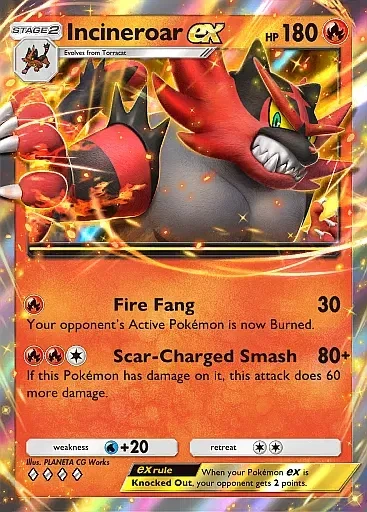 STAGE 2 Incineroar ex HP 180
Evolves from Torracat
Fire Fang 30
Your opponent's Active Pokémon is now Burned.
Scar-Charged Smash 80+
If this Pokémon has damage on it, this attack does 60
more damage.
weakness +20 retreat
Illus. PLANETA CG Works
ex rule When your Pokémon ex is
Knocked Out, your opponent gets 2 points.